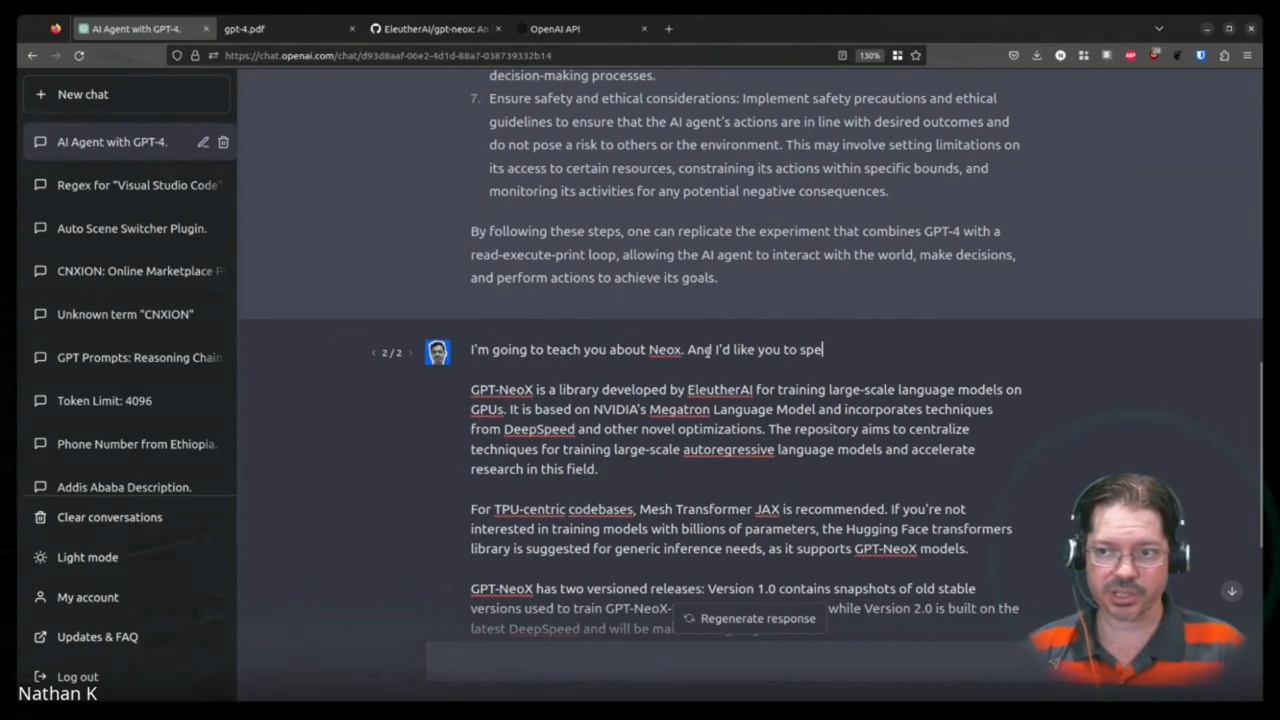 AI Agent with GPT-4.
gpt-4.pdf
EleutherAI/gpt-neox: An
OpenAI API
https://chat.openai.com/chat/d93d8aaf-06e2-4d1d-88a7-038739332b14
130%
New chat
AI Agent with GPT-4.
Regex for "Visual Studio Code"
Auto Scene Switcher Plugin.
CNXION: Online Marketplace
Unknown term "CNXION"
GPT Prompts: Reasoning Chain
Token Limit: 4096
Phone Number from Ethiopia.
Addis Ababa Description.
Clear conversations
Light mode
My account
Updates & FAQ
Log out
decision-making processes.
7. Ensure safety and ethical considerations: Implement safety precautions and ethical
guidelines to ensure that the AI agent's actions are in line with desired outcomes and
do not pose a risk to others or the environment. This may involve setting limitations on
its access to certain resources, constraining its actions within specific bounds, and
monitoring its activities for any potential negative consequences.
By following these steps, one can replicate the experiment that combines GPT-4 with a
read-execute-print loop, allowing the AI agent to interact with the world, make decisions,
and perform actions to achieve its goals.
2 / 2
I'm going to teach you about Neox. And I'd like you to spe
GPT-NeoX is a library developed by EleutherAI for training large-scale language models on
GPUs. It is based on NVIDIA's Megatron Language Model and incorporates techniques
from DeepSpeed and other novel optimizations. The repository aims to centralize
techniques for training large-scale autoregressive language models and accelerate
research in this field.
For TPU-centric codebases, Mesh Transformer JAX is recommended. If you're not
interested in training models with billions of parameters, the Hugging Face transformers
library is suggested for generic inference needs, as it supports GPT-NeoX models.
GPT-NeoX has two versioned releases: Version 1.0 contains snapshots of old stable
versions used to train GPT-NeoX- while Version 2.0 is built on the
latest DeepSpeed and will be
Regenerate response
Nathan K